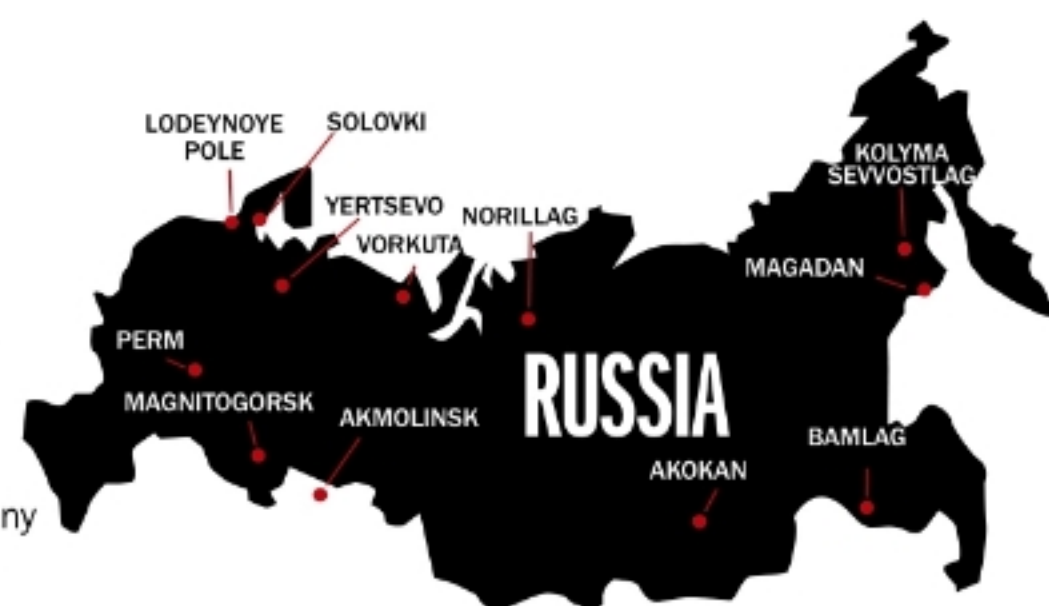 LODEYNOYE
POLE
SOLOVKI
YERTSEVO
NORILLAG
VORKUTA
KOLYMA
SEVVOSTLAG
MAGADAN
PERM
MAGNITOGORSK
AKMOLINSK
RUSSIA
BAMLAG
AKOKAN
ny